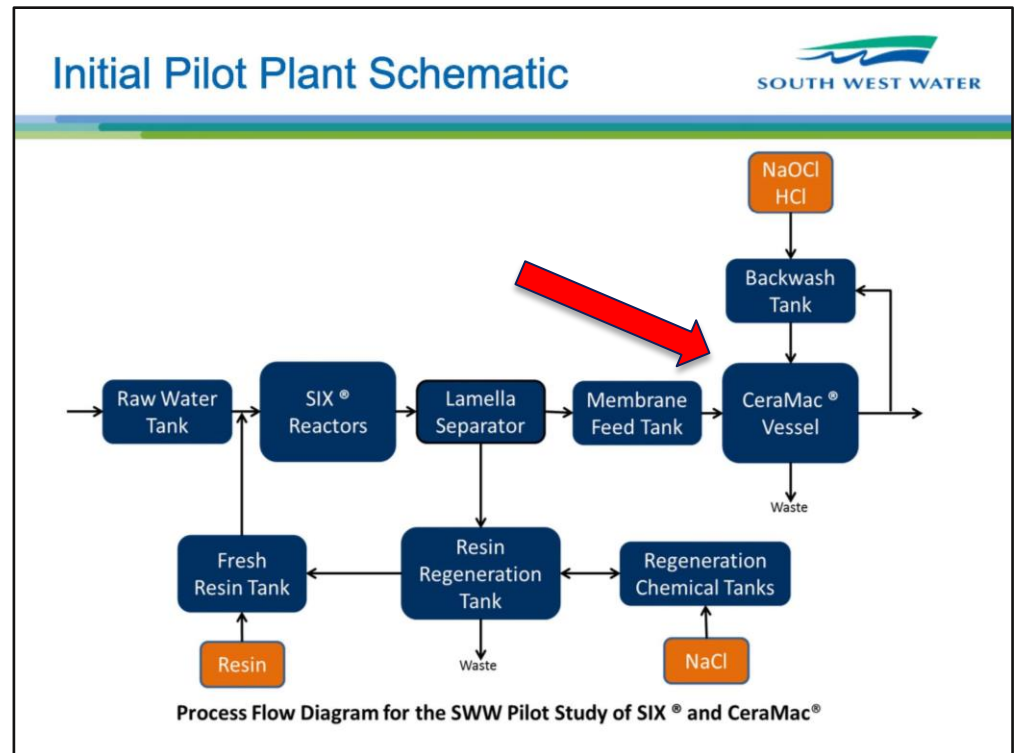 Initial Pilot Plant Schematic
SOUTH WEST WATER
NaOCl
HCl
Backwash
Tank
Raw Water
Tank
SIX ®
Reactors
Lamella
Separator
Membrane
Feed Tank
CeraMac ®
Vessel
Waste
Fresh
Resin Tank
Resin
Regeneration
Tank
Regeneration
Chemical Tanks
Resin
Waste
NaCl
Process Flow Diagram for the SWW Pilot Study of SIX ® and CeraMac®